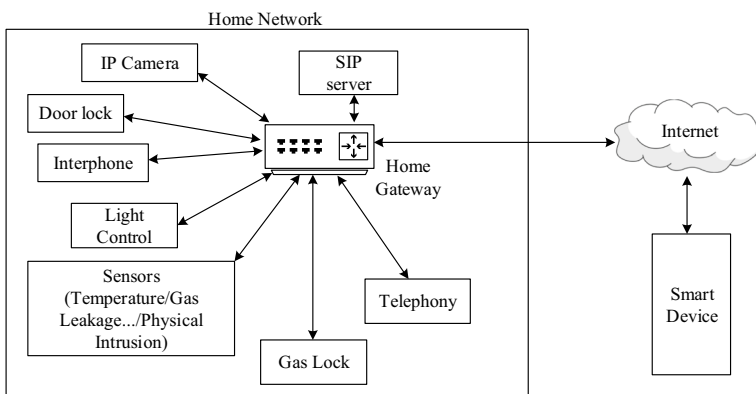 Home Network
IP Camera
SIP
server
Door lock
Interphone
Home
Gateway
Internet
Light
Control
Sensors
(Temperature/Gas
Leakage.../Physical
Intrusion)
Telephony
Gas Lock
Smart
Device